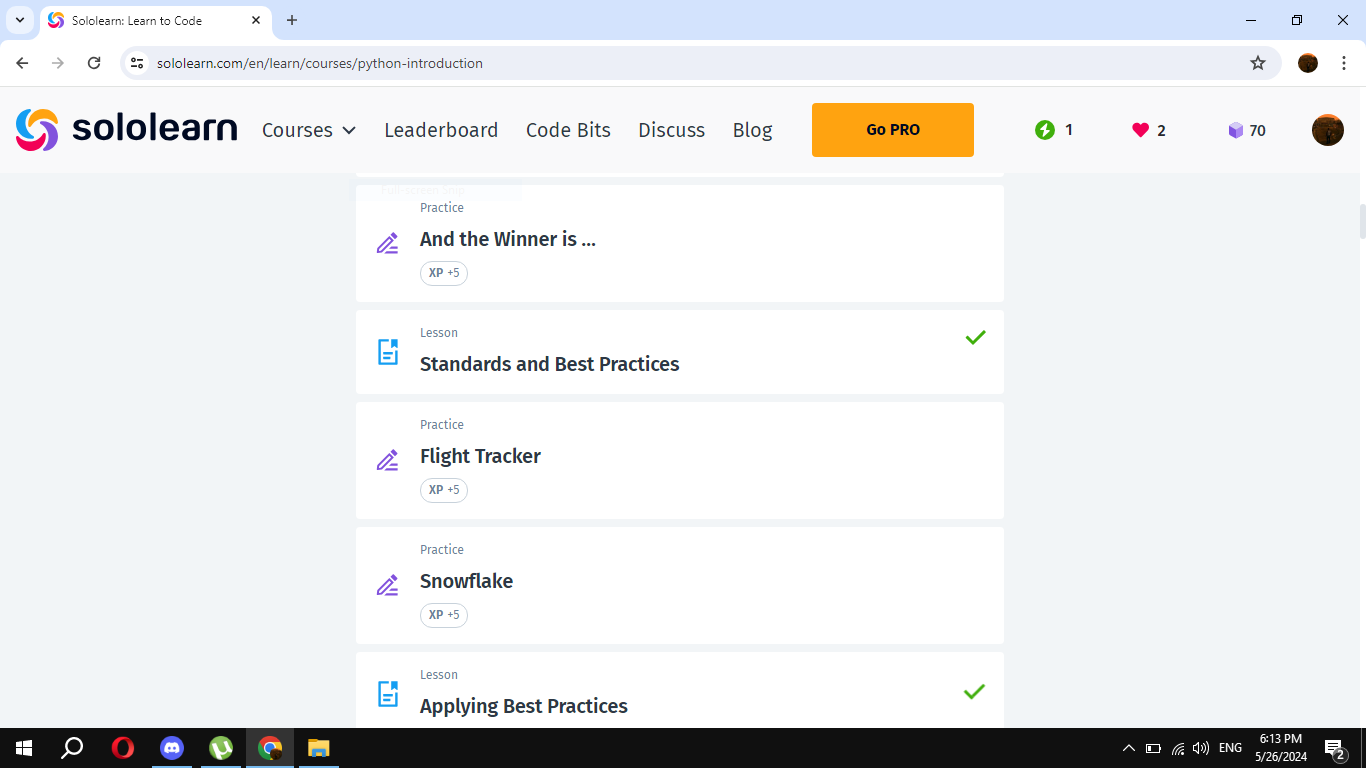 Sololearn: Learn to Code
sololearn.com/en/learn/courses/python-introduction
sololearn Courses Leaderboard Code Bits Discuss Blog Go PRO 1 2 70
Practice
And the Winner is ...
XP +5
Lesson
Standards and Best Practices
Practice
Flight Tracker
XP +5
Practice
Snowflake
XP +5
Lesson
Applying Best Practices
ENG
6:13 PM
5/26/2024
2